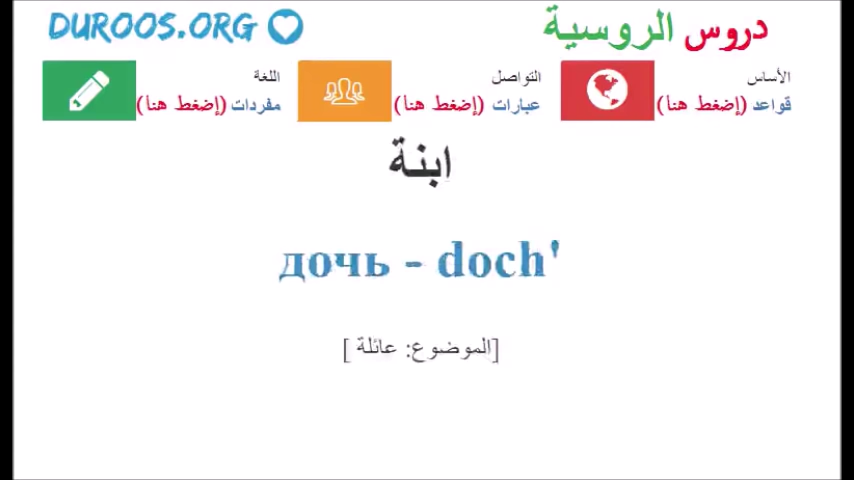 DUROOS.ORG
دروس الروسية
الأساس
قواعد (إضغط هنا)
التواصل
عبارات (إضغط هنا)
اللغة
مفردات (إضغط هنا)
ابنة
дочь - doch'
[الموضوع: عائلة ]